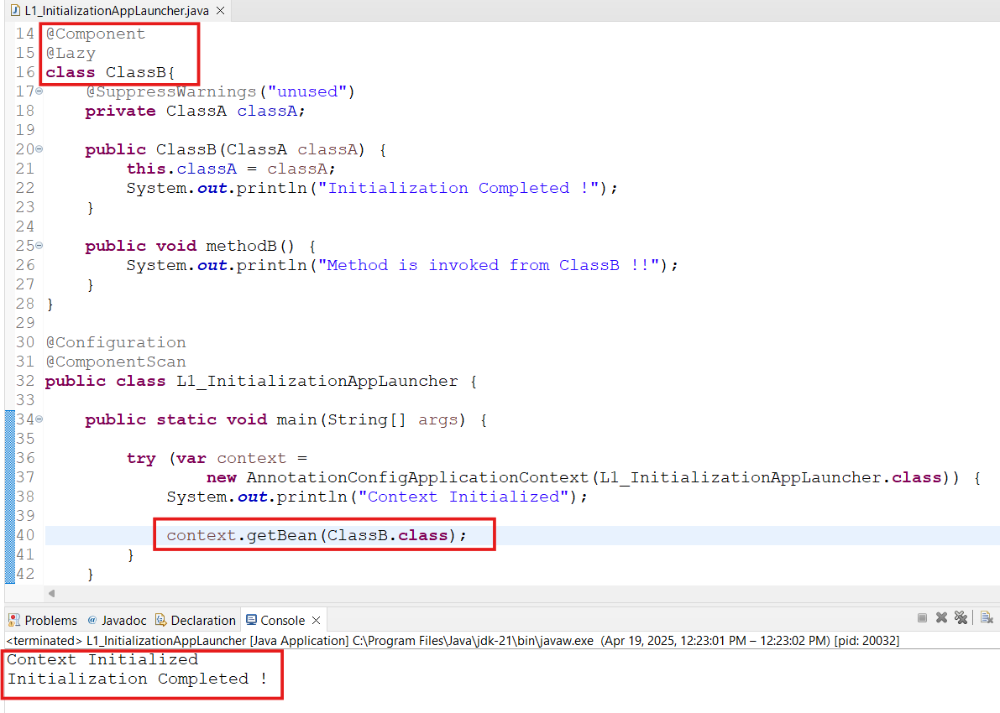 L1_InitializationAppLauncher.java
14 @Component
15 @Lazy
16 class ClassB{
17     @SuppressWarnings("unused")
18     private ClassA classA;
19
20     public ClassB(ClassA classA) {
21         this.classA = classA;
22         System.out.println("Initialization Completed !");
23     }
24
25     public void methodB() {
26         System.out.println("Method is invoked from ClassB !!");
27     }
28 }
29
30 @Configuration
31 @ComponentScan
32 public class L1_InitializationAppLauncher {
33
34     public static void main(String[] args) {
35
36         try (var context =
37                 new AnnotationConfigApplicationContext(L1_InitializationAppLauncher.class)) {
38             System.out.println("Context Initialized");
39
40             context.getBean(ClassB.class);
41         }
42     }
Problems @ Javadoc Declaration Console
<terminated> L1_InitializationAppLauncher [Java Application] C:\Program Files\Java\jdk-21\bin\javaw.exe (Apr 19, 2025, 12:23:01 PM – 12:23:02 PM) [pid: 20032]
Context Initialized
Initialization Completed !